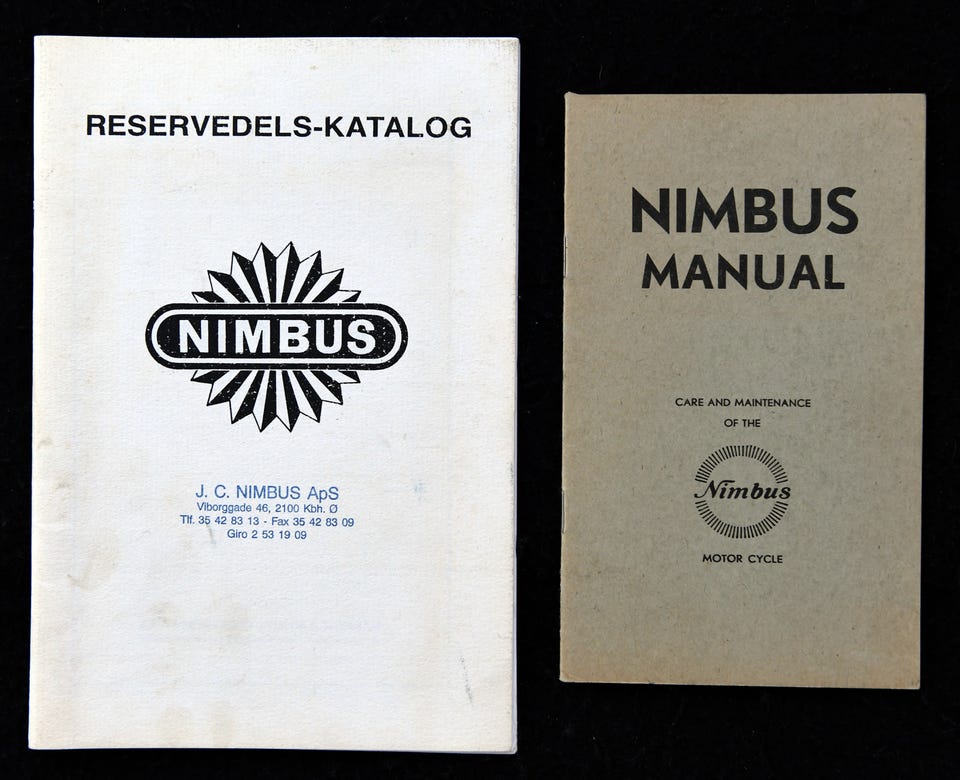 RESERVEDELS-KATALOG
NIMBUS
J. C. NIMBUS ApS
Viborggade 46, 2100 Kbh. Ø
Tlf. 35 42 83 13 - Fax 35 42 83 09
Giro 2 53 19 09
NIMBUS
MANUAL
CARE AND MAINTENANCE
OF THE
Nimbus
MOTOR CYCLE